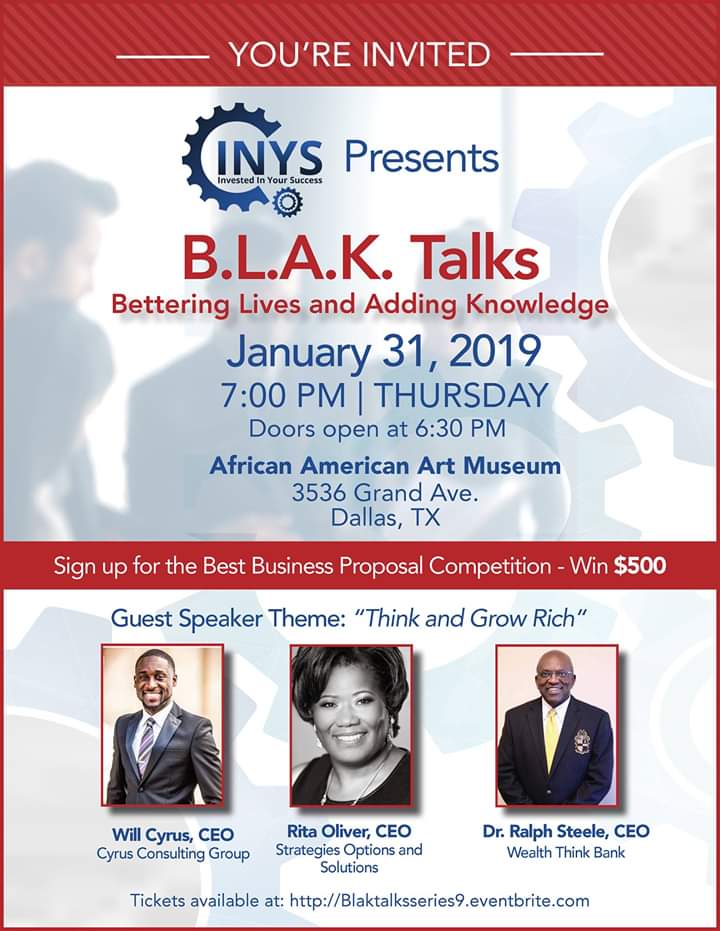 YOU'RE INVITED
INYS
Invested In Your Success
Presents
B.L.A.K. Talks
Bettering Lives and Adding Knowledge
January 31, 2019
7:00 PM | THURSDAY
Doors open at 6:30 PM
African American Art Museum
3536 Grand Ave.
Dallas, TX
Sign up for the Best Business Proposal Competition - Win $500
Guest Speaker Theme: "Think and Grow Rich"
Will Cyrus, CEO
Cyrus Consulting Group
Rita Oliver, CEO
Strategies Options and
Solutions
Dr. Ralph Steele, CEO
Wealth Think Bank
Tickets available at: http://Blaktalksseries9.eventbrite.com